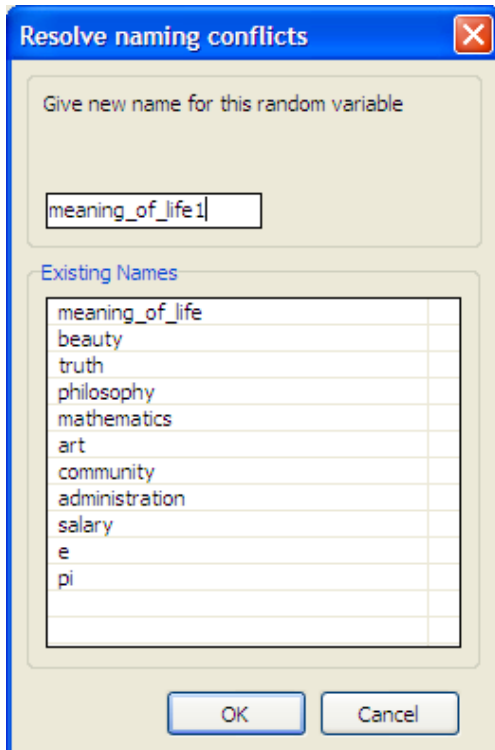 Resolve naming conflicts
Give new name for this random variable
meaning_of_life1
Existing Names
meaning_of_life
beauty
truth
philosophy
mathematics
art
community
administration
salary
e
pi
OK
Cancel